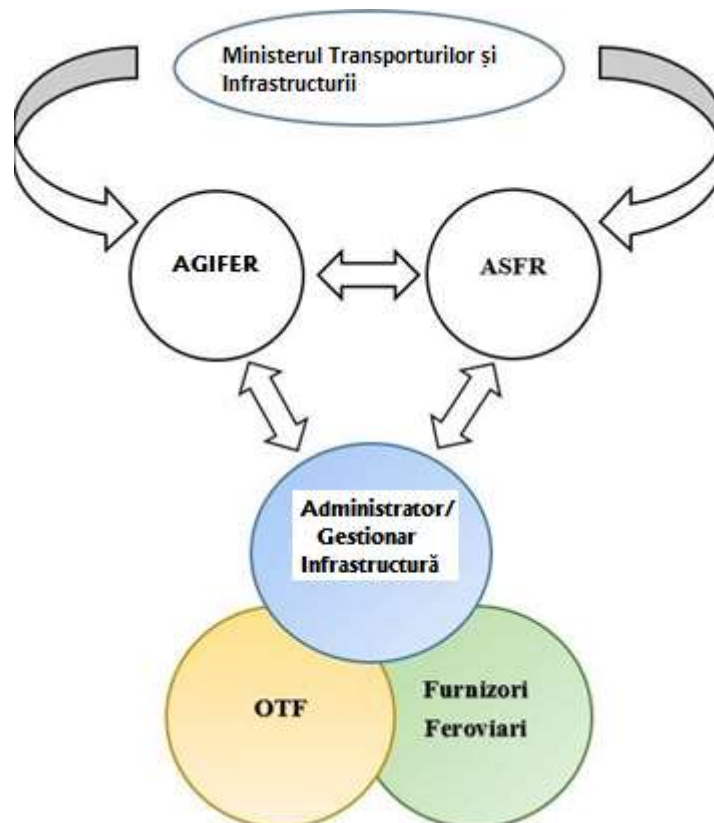 Ministerul Transporturilor și
Infrastructurii
AGIFER
ASFR
Administrator/
Gestionar
Infrastructură
OTF
Furnizori
Feroviari